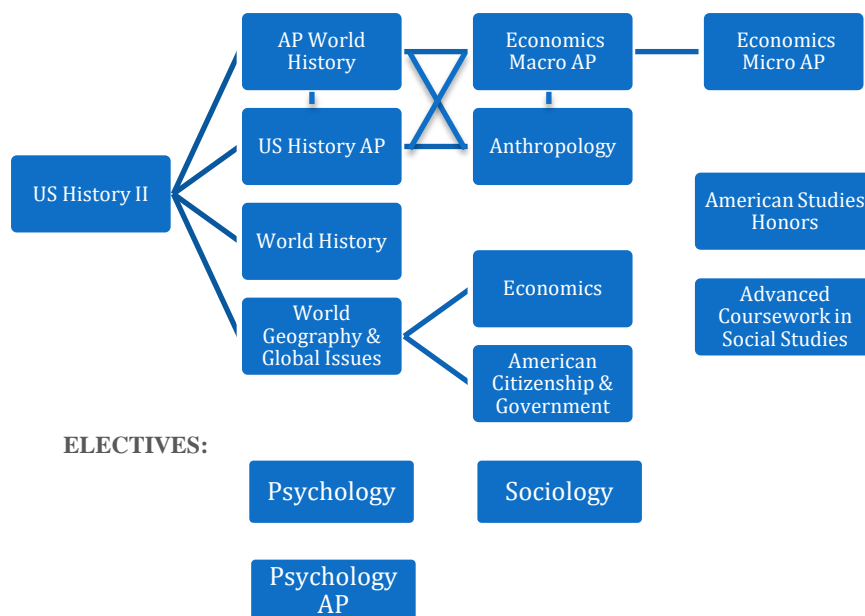 AP World
History
Economics
Macro AP
Economics
Micro AP
US History AP
Anthropology
US History II
American Studies
Honors
World History
Economics
Advanced
Coursework in
Social Studies
World
Geography &
Global Issues
American
Citizenship &
Government
ELECTIVES:
Psychology
Sociology
Psychology
AP